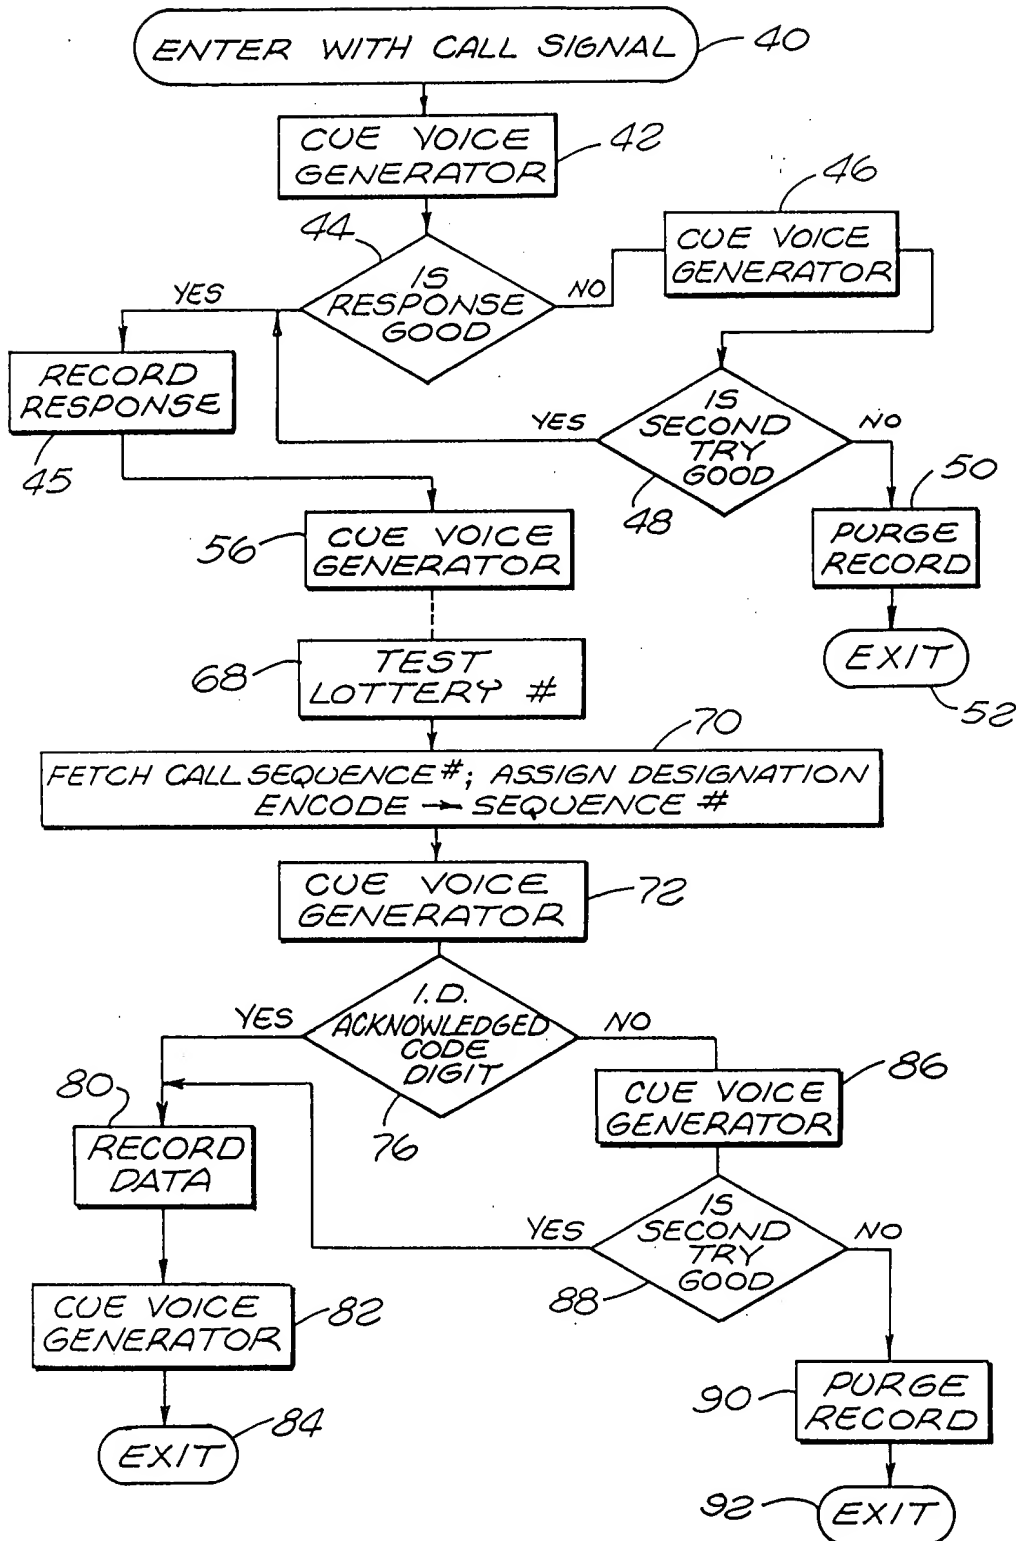 ENTER WITH CALL SIGNAL
40
CUE VOICE
GENERATOR
42
44
IS
RESPONSE
GOOD
YES
NO
46
CUE VOICE
GENERATOR
RECORD
RESPONSE
45
IS
SECOND
TRY
GOOD
YES
NO
48
50
PURGE
RECORD
EXIT
52
56
CUE VOICE
GENERATOR
68
TEST
LOTTERY #
70
FETCH CALL SEQUENCE #; ASSIGN DESIGNATION
ENCODE → SEQUENCE #
CUE VOICE
GENERATOR
72
I.D.
ACKNOWLEDGED
CODE
DIGIT
YES
NO
76
86
CUE VOICE
GENERATOR
80
RECORD
DATA
IS
SECOND
TRY
GOOD
YES
NO
88
CUE VOICE
GENERATOR
82
EXIT
84
90
PURGE
RECORD
92
EXIT